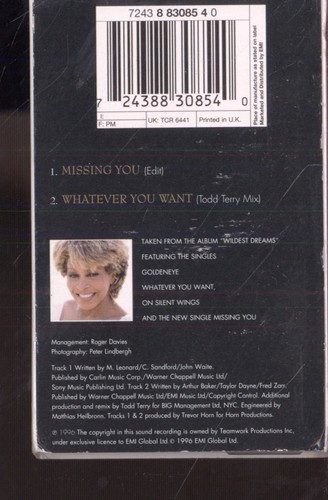 7243 8 83085 4 0
7 24388 30854 0
I:
F: PM
UK: TCR 6441
Printed in U.K.
Place of manufacture as stated on label
Marketed and Distributed by EMI
1. MISSING YOU (Edit)
2. WHATEVER YOU WANT (Todd Terry Mix)
TAKEN FROM THE ALBUM "WILDEST DREAMS"
FEATURING THE SINGLES
GOLDENEYE
WHATEVER YOU WANT,
ON SILENT WINGS
AND THE NEW SINGLE MISSING YOU
Management: Roger Davies
Photography: Peter Lindbergh
Track 1 Written by M. Leonard/C. Sandford/John Waite.
Published by Carlin Music Corp./Warner Chappell Music Ltd/
Sony Music Publishing Ltd. Track 2 Written by Arthur Baker/Taylor Dayne/Fred Zarr.
Published by Warner Chappell Music Ltd/EMI Music Ltd/Copyright Control. Additional
production and remix by Todd Terry for BIG Management Ltd, NYC. Engineered by
Matthias Heilbronn. Tracks 1 & 2 produced by Trevor Horn for Horn Productions.
℗ 1996 The copyright in this sound recording is owned by Teamwork Productions Inc.
under exclusive licence to EMI Global Ltd © 1996 EMI Global Ltd.